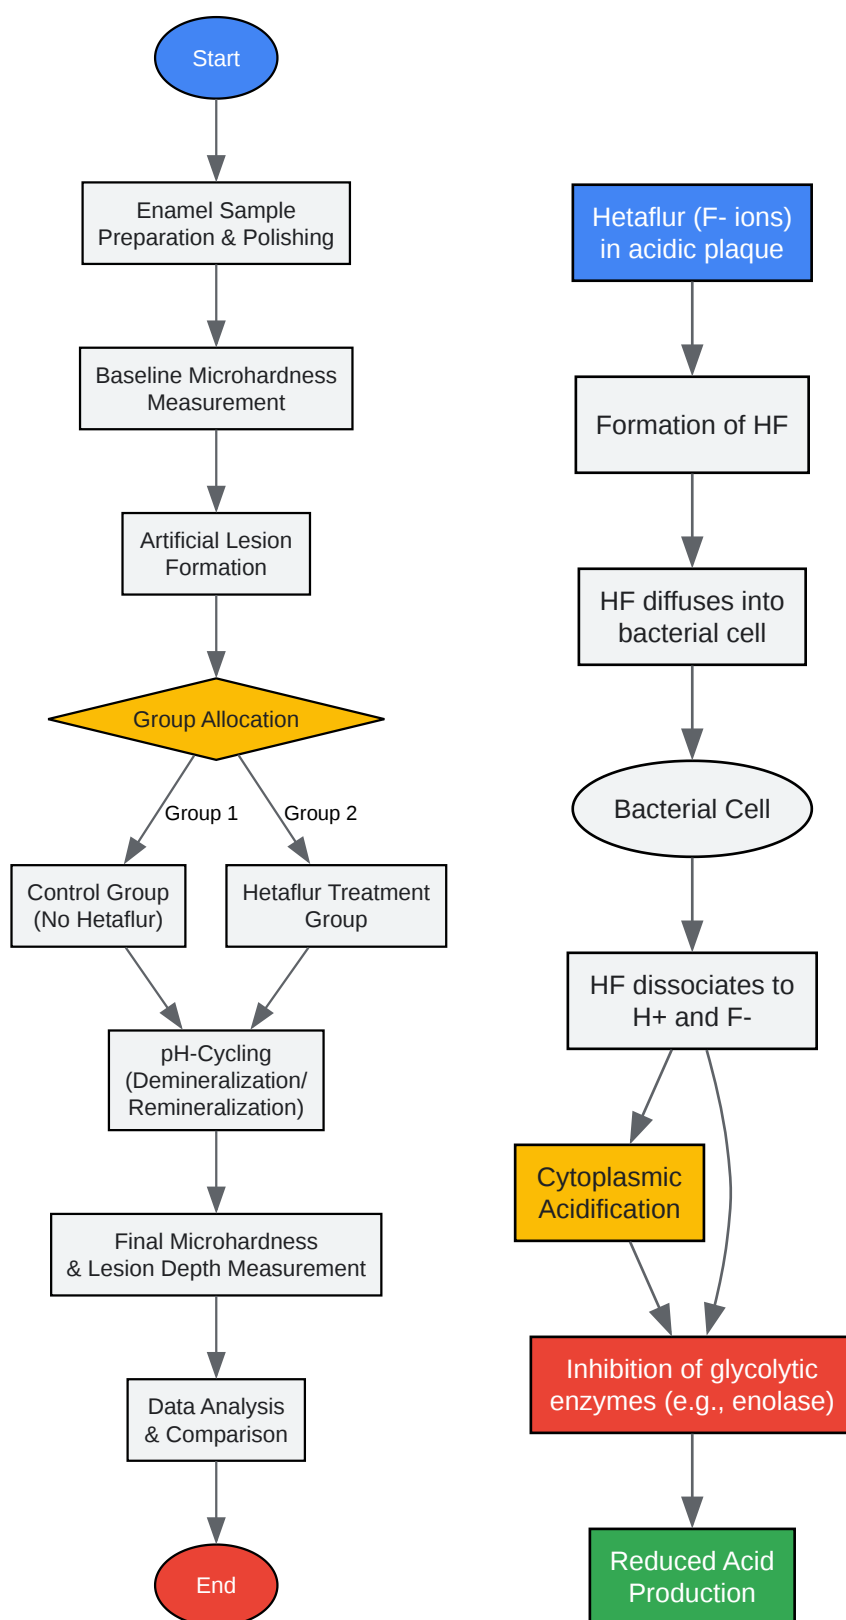 Start
Enamel Sample
Preparation & Polishing
Baseline Microhardness
Measurement
Artificial Lesion
Formation
Group Allocation
Group 1
Group 2
Control Group
(No Hetaflur)
Hetaflur Treatment
Group
pH-Cycling
(Demineralization/
Remineralization)
Final Microhardness
& Lesion Depth Measurement
Data Analysis
& Comparison
End
Hetaflur (F- ions)
in acidic plaque
Formation of HF
HF diffuses into
bacterial cell
Bacterial Cell
HF dissociates to
H+ and F-
Cytoplasmic
Acidification
Inhibition of glycolytic
enzymes (e.g., enolase)
Reduced Acid
Production